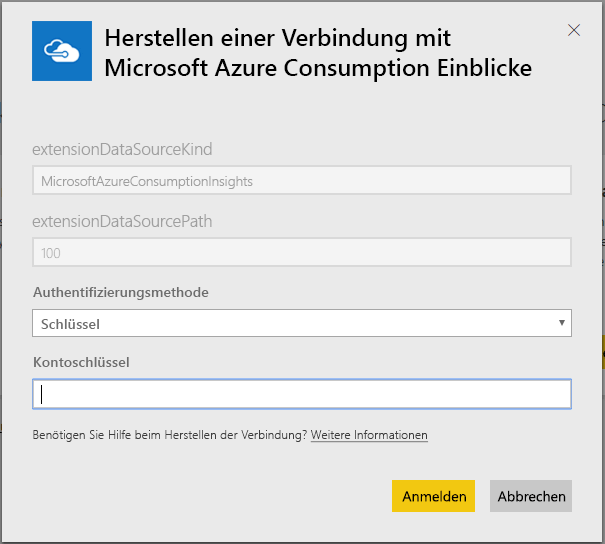 Herstellen einer Verbindung mit
Microsoft Azure Consumption Einblicke
extensionDataSourceKind
MicrosoftAzureConsumptionInsights
extensionDataSourcePath
100
Authentifizierungsmethode
Schlüssel
Kontoschlüssel
Benötigen Sie Hilfe beim Herstellen der Verbindung? Weitere Informationen
Anmelden Abbrechen